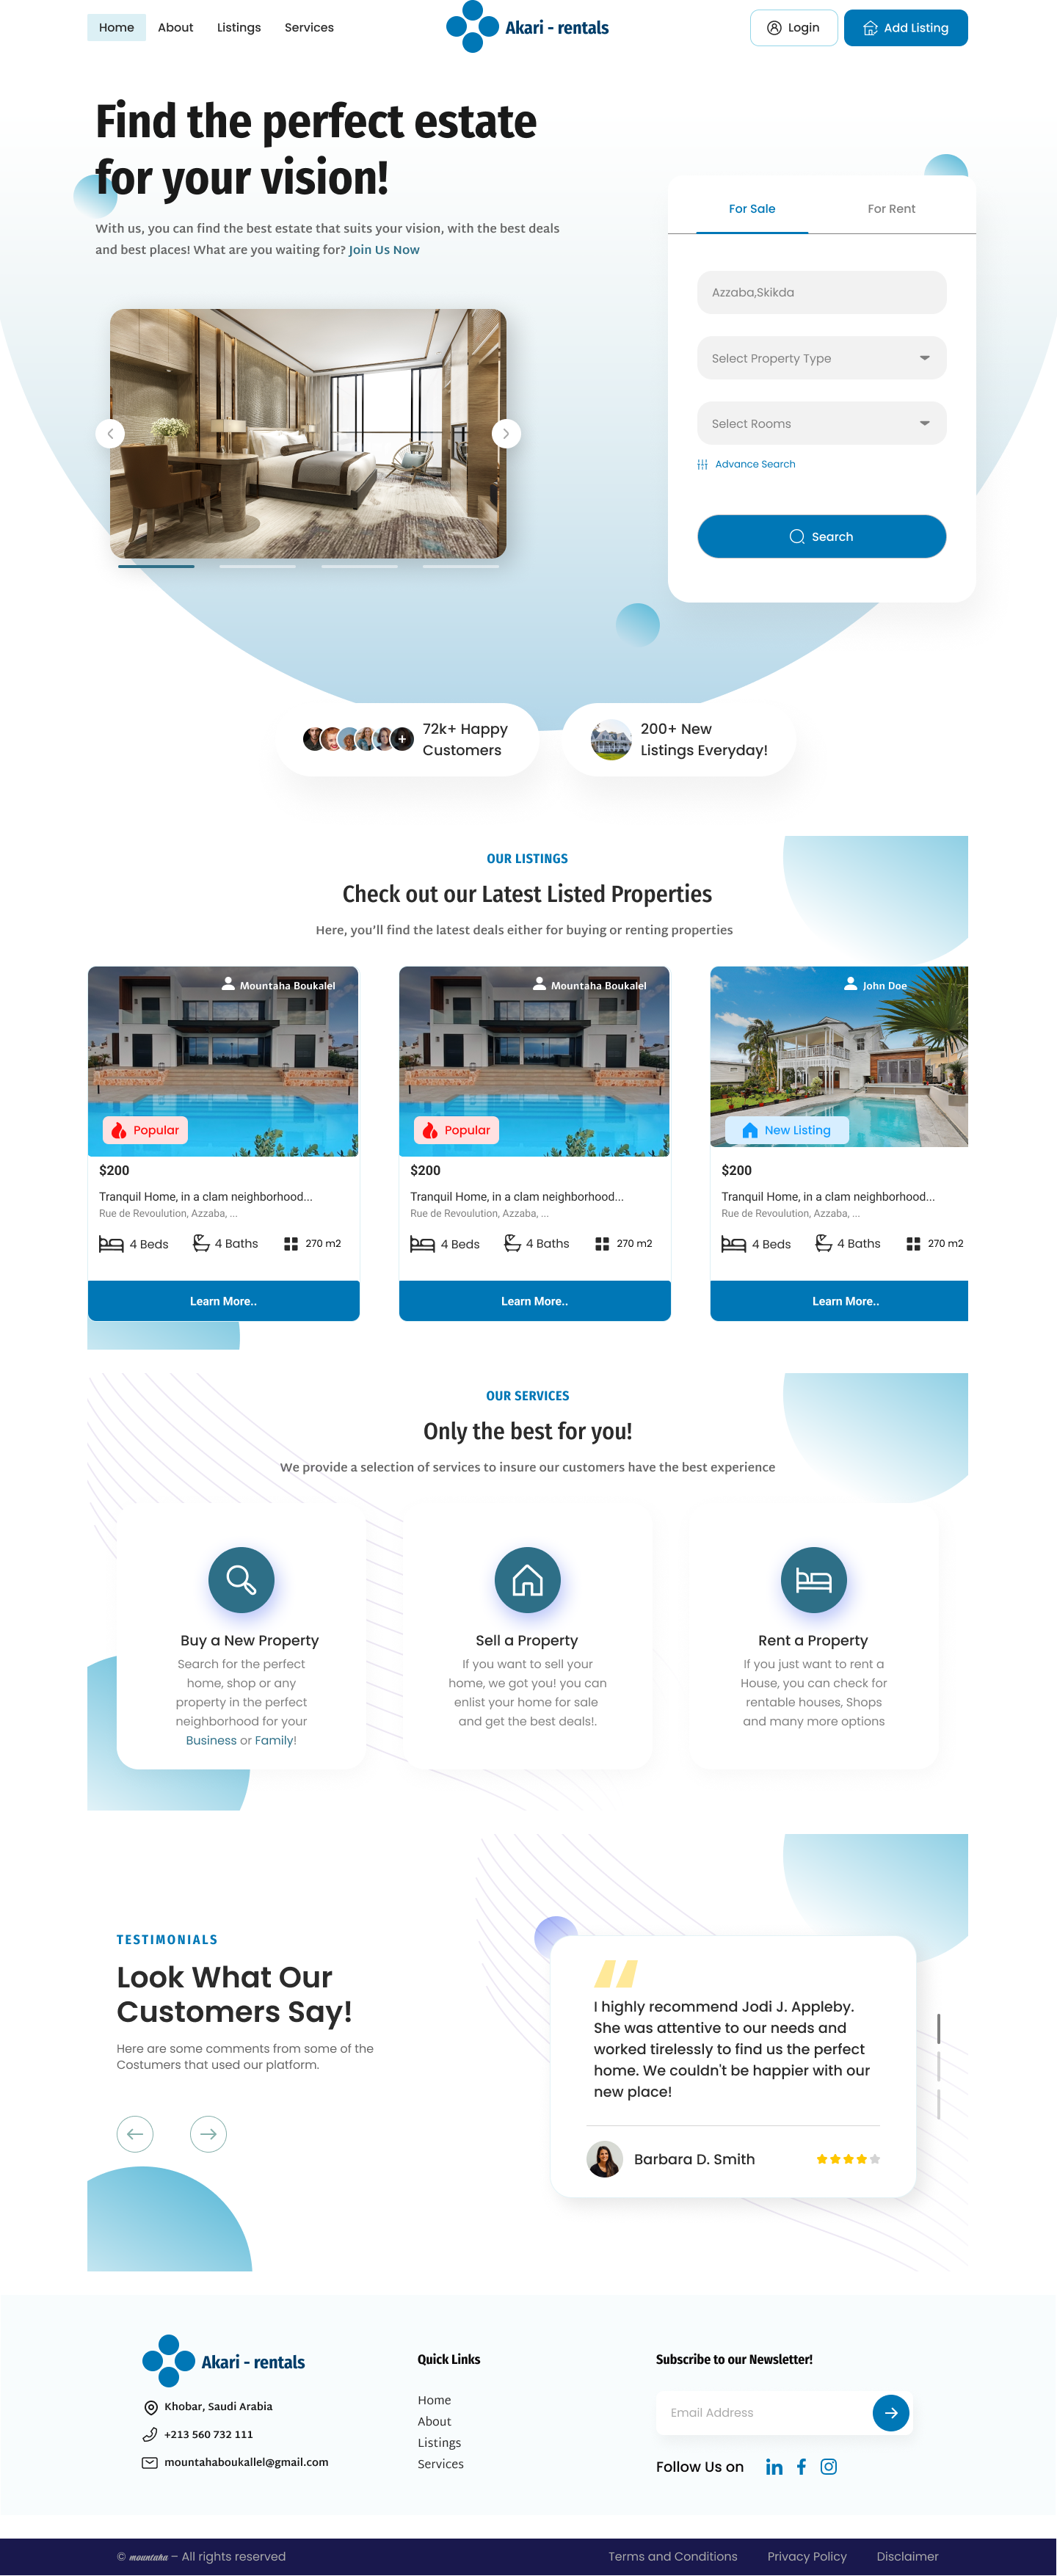 Home
About
Listings
Services
Akari - rentals
Login
Add Listing
Find the perfect estate
for your vision!
With us, you can find the best estate that suits your vision, with the best deals
and best places! What are you waiting for? Join Us Now
For Sale
For Rent
Azzaba,Skikda
Select Property Type
Select Rooms
Advance Search
Search
72k+ Happy
Customers
200+ New
Listings Everyday!
OUR LISTINGS
Check out our Latest Listed Properties
Here, you'll find the latest deals either for buying or renting properties
Mountaha Boukalel
Popular
$200
Tranquil Home, in a clam neighborhood...
Rue de Revoulution, Azzaba, ...
4 Beds
4 Baths
270 m2
Learn More..
Mountaha Boukalel
Popular
$200
Tranquil Home, in a clam neighborhood...
Rue de Revoulution, Azzaba, ...
4 Beds
4 Baths
270 m2
Learn More..
John Doe
New Listing
$200
Tranquil Home, in a clam neighborhood...
Rue de Revoulution, Azzaba, ...
4 Beds
4 Baths
270 m2
Learn More..
OUR SERVICES
Only the best for you!
We provide a selection of services to insure our customers have the best experience
Buy a New Property
Search for the perfect
home, shop or any
property in the perfect
neighborhood for your
Business or Family!
Sell a Property
If you want to sell your
home, we got you! you can
enlist your home for sale
and get the best deals!.
Rent a Property
If you just want to rent a
House, you can check for
rentable houses, Shops
and many more options
TESTIMONIALS
Look What Our
Customers Say!
Here are some comments from some of the
Costumers that used our platform.
I highly recommend Jodi J. Appleby.
She was attentive to our needs and
worked tirelessly to find us the perfect
home. We couldn't be happier with our
new place!
Barbara D. Smith
Akari - rentals
Khobar, Saudi Arabia
+213 560 732 111
mountahaboukallel@gmail.com
Quick Links
Home
About
Listings
Services
Subscribe to our Newsletter!
Email Address
Follow Us on
© mountaha – All rights reserved
Terms and Conditions
Privacy Policy
Disclaimer